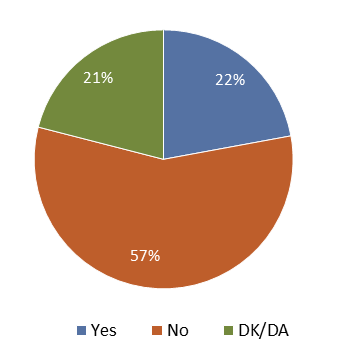 21%
22%
57%
Yes No DK/DA